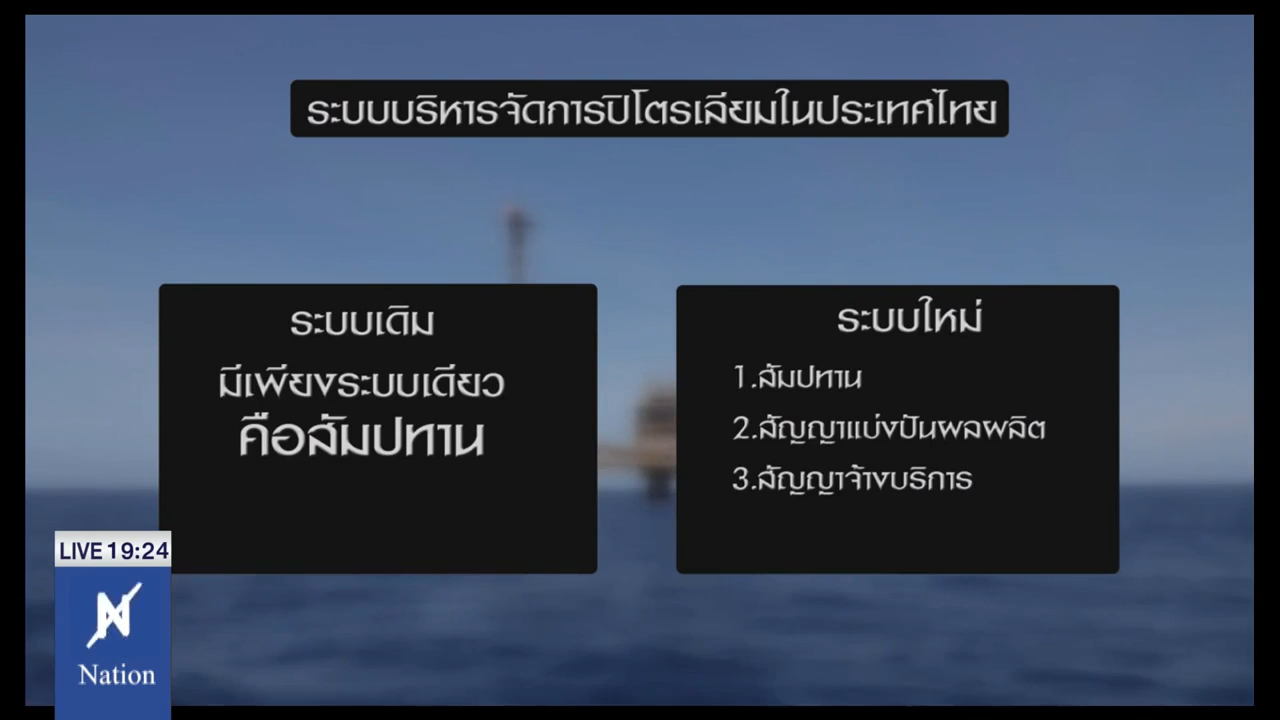 ระบบบริหารจัดการปิโตรเลียมในประเทศไทย
ระบบเดิม
มีเพียงระบบเดียว
คือสัมปทาน
ระบบใหม่
1.สัมปทาน
2.สัญญาแบ่งปันผลผลิต
3.สัญญาจ้างบริการ
LIVE 19:24
Nation